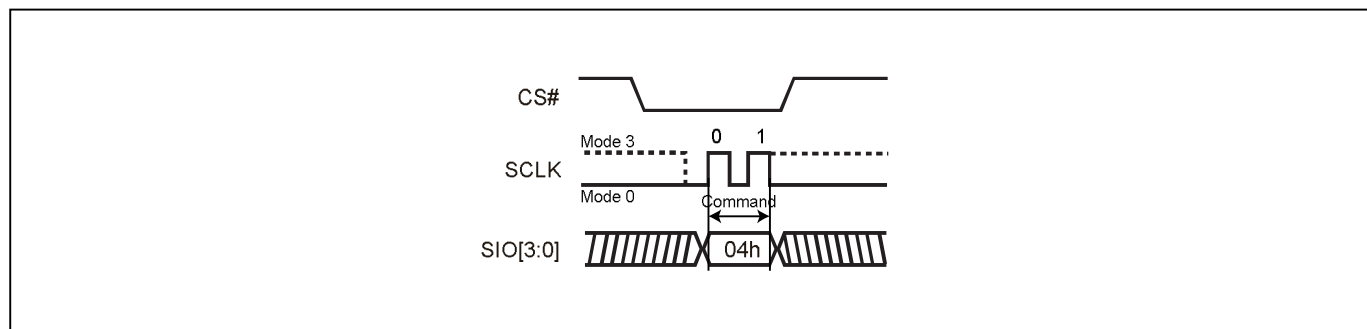 CS#
Mode 3
0 1
SCLK
Mode 0
Command
SIO[3:0]
04h